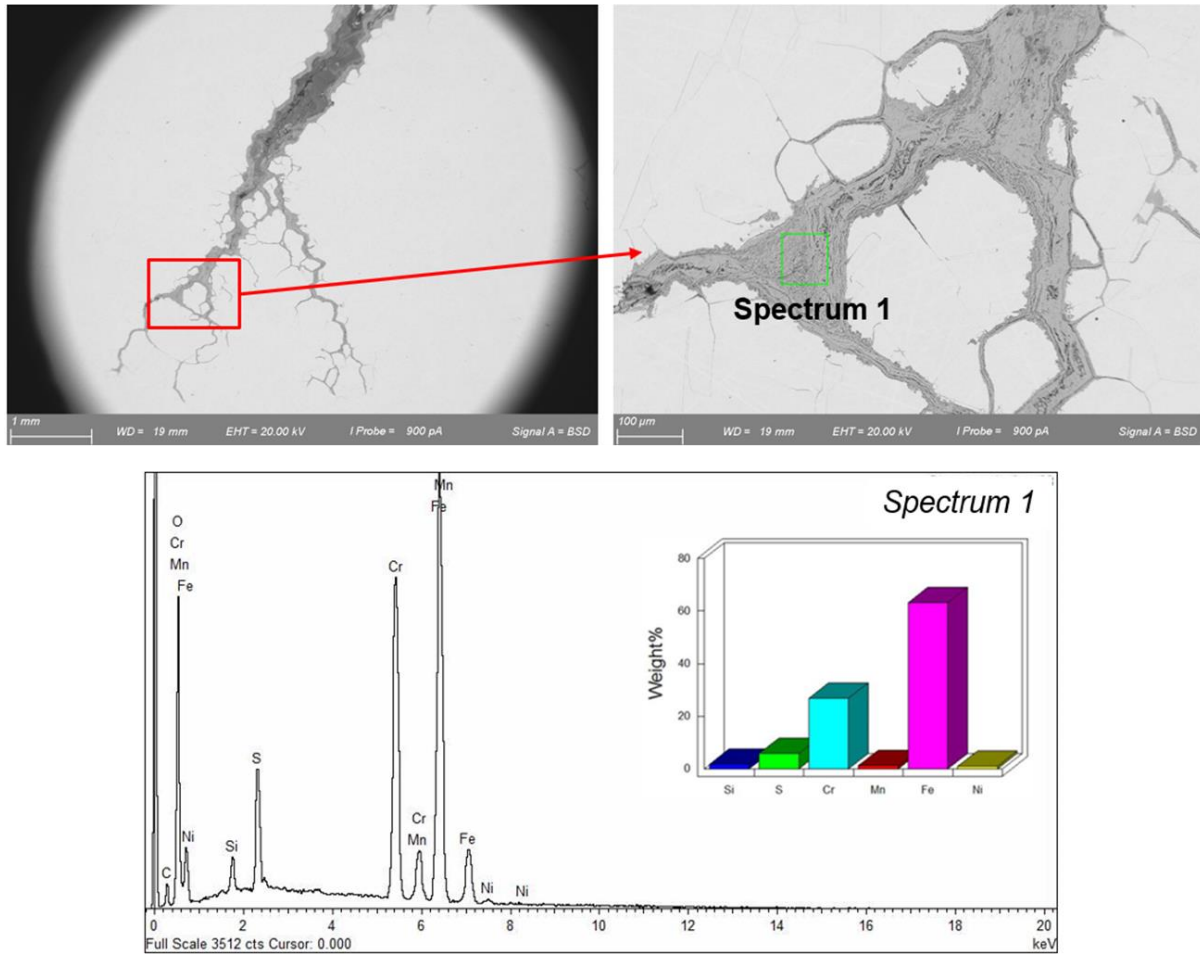 1 mm
WD = 19 mm EHT = 20.00 kV I Probe = 900 pA Signal A = BSD
Spectrum 1
100 µm
WD = 19 mm EHT = 20.00 kV I Probe = 900 pA Signal A = BSD
Spectrum 1
O
Cr
Mn
Fe
Ni
C
Si
S
Cr
Cr
Mn
Mn
Fe
Fe
Ni
Ni
Weight%
80
60
40
20
0
Si S Cr Mn Fe Ni
0 2 4 6 8 10 12 14 16 18 20
Full Scale 3512 cts Cursor: 0.000 keV